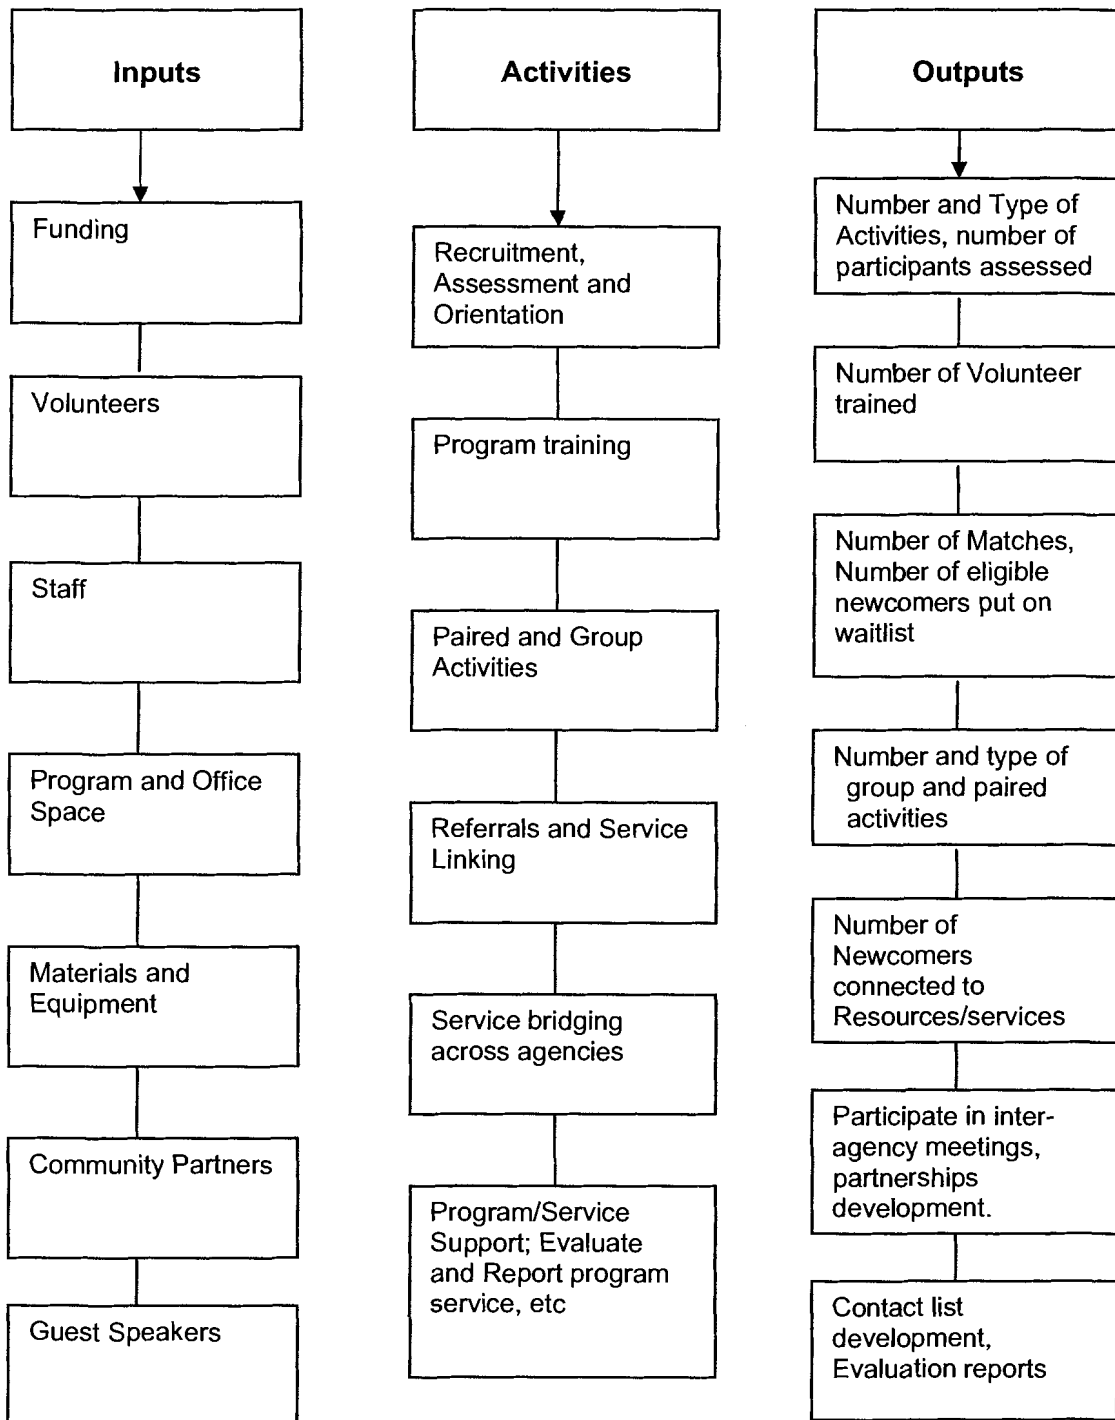 Inputs
Funding
Volunteers
Staff
Program and Office
Space
Materials and
Equipment
Community Partners
Guest Speakers
Activities
Recruitment,
Assessment and
Orientation
Program training
Paired and Group
Activities
Referrals and Service
Linking
Service bridging
across agencies
Program/Service
Support; Evaluate
and Report program
service, etc
Outputs
Number and Type of
Activities, number of
participants assessed
Number of Volunteer
trained
Number of Matches,
Number of eligible
newcomers put on
waitlist
Number and type of
group and paired
activities
Number of
Newcomers
connected to
Resources/services
Participate in inter-
agency meetings,
partnerships
development.
Contact list
development,
Evaluation reports